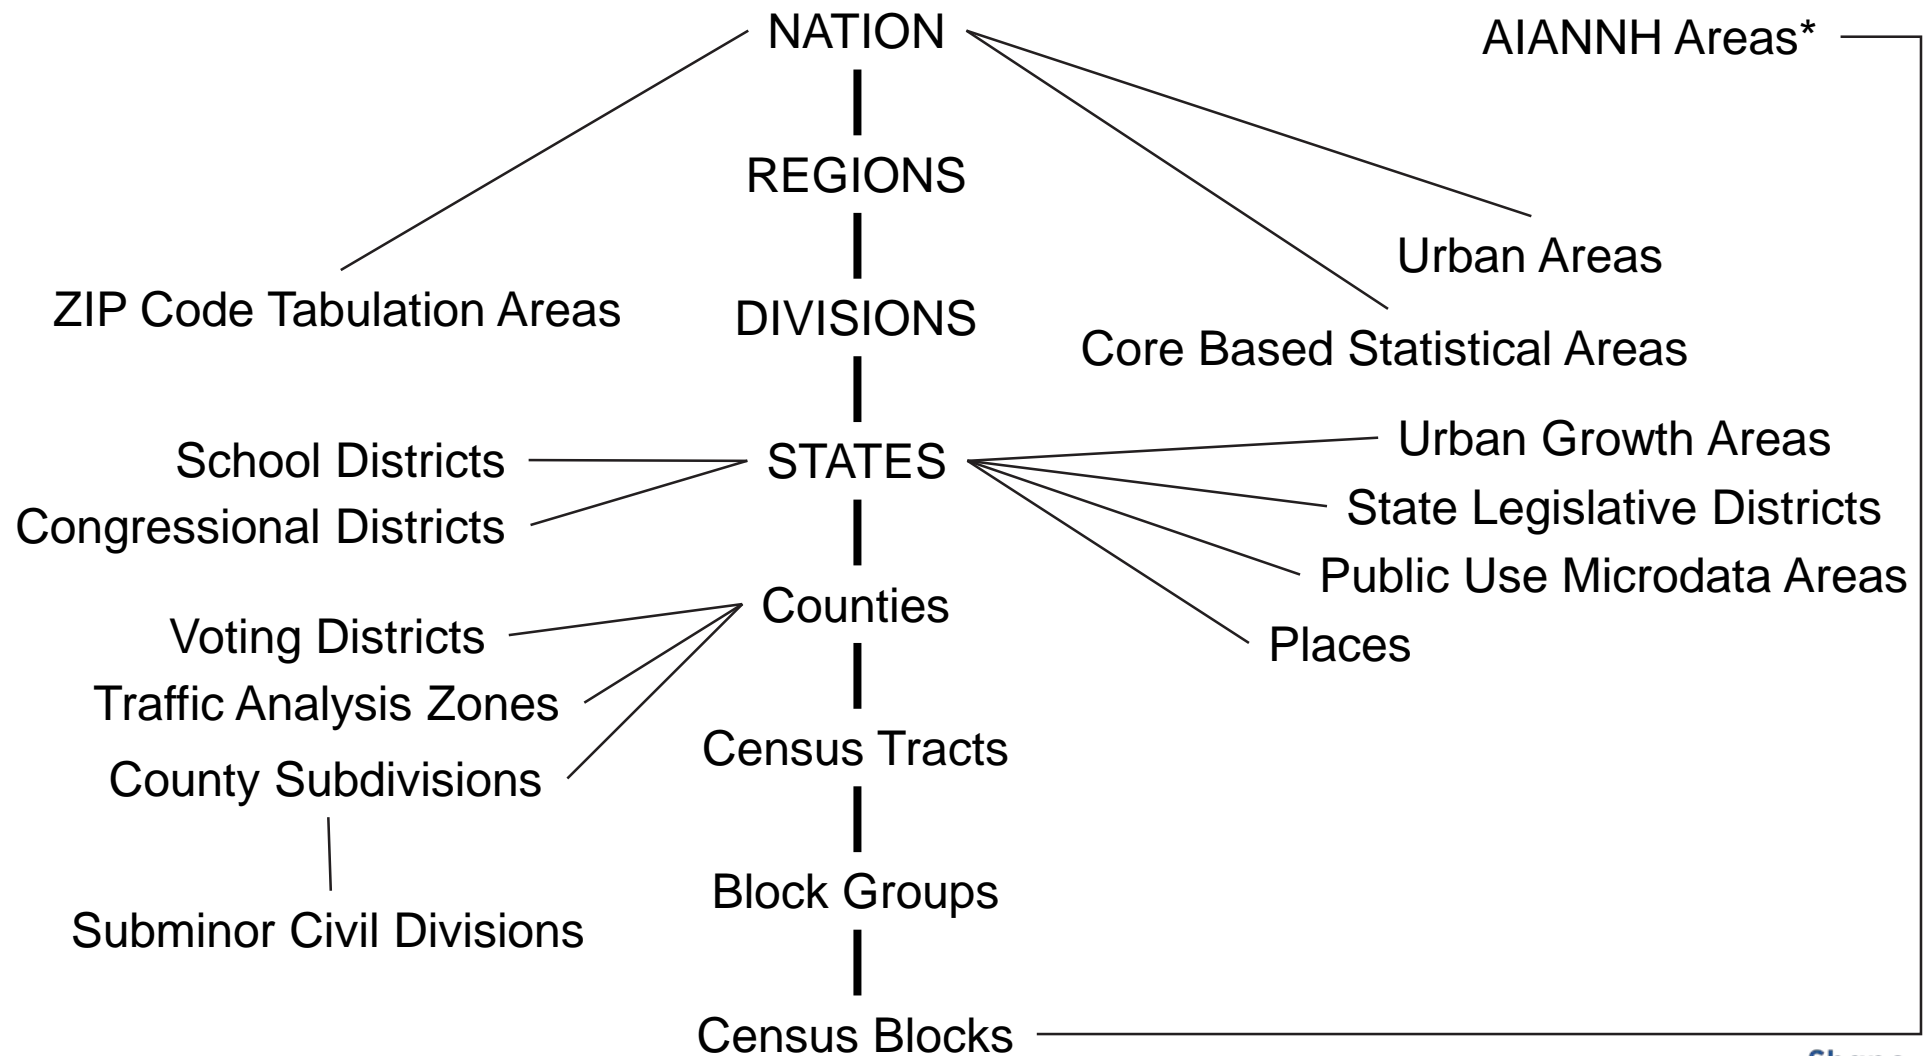 NATION
AIANNH Areas*
REGIONS
Urban Areas
ZIP Code Tabulation Areas
DIVISIONS
Core Based Statistical Areas
School Districts
STATES
Urban Growth Areas
Congressional Districts
State Legislative Districts
Public Use Microdata Areas
Counties
Voting Districts
Places
Traffic Analysis Zones
Census Tracts
County Subdivisions
Block Groups
Subminor Civil Divisions
Census Blocks